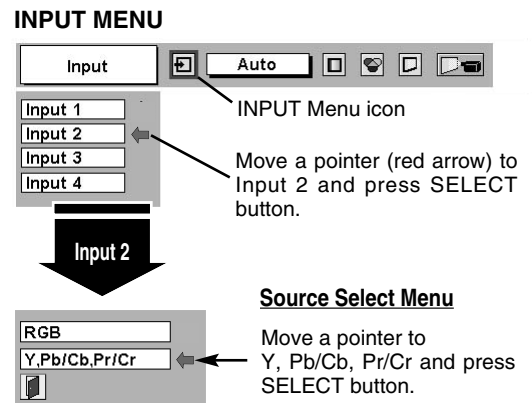 INPUT MENU
Input Auto
INPUT Menu icon
Input 1
Input 2
Input 3
Input 4
Move a pointer (red arrow) to
Input 2 and press SELECT
button.
Input 2
Source Select Menu
RGB
Y,Pb/Cb,Pr/Cr
Move a pointer to
Y, Pb/Cb, Pr/Cr and press
SELECT button.